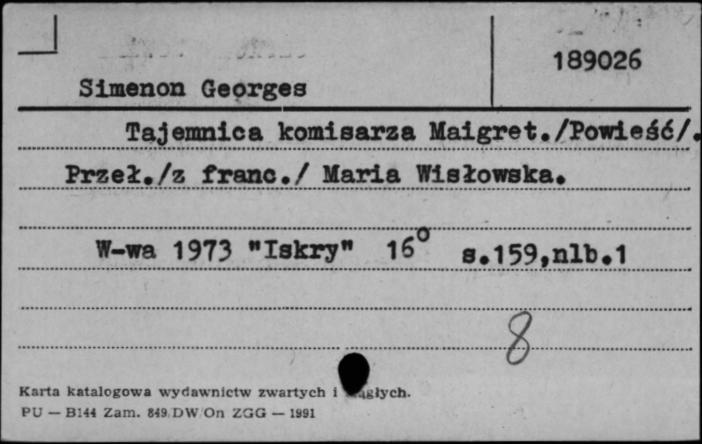 189026
Simenon Georges
Tajemnica komisarza Maigret./Powieść/.
Przeł./z franc./ Maria Wisłowska.
W-wa 1973 "Iskry" 16° s.159,nlb.1
8
Karta katalogowa wydawnictw zwartych i
PU — B144 Zam. 849/DW/On ZGG — 1991